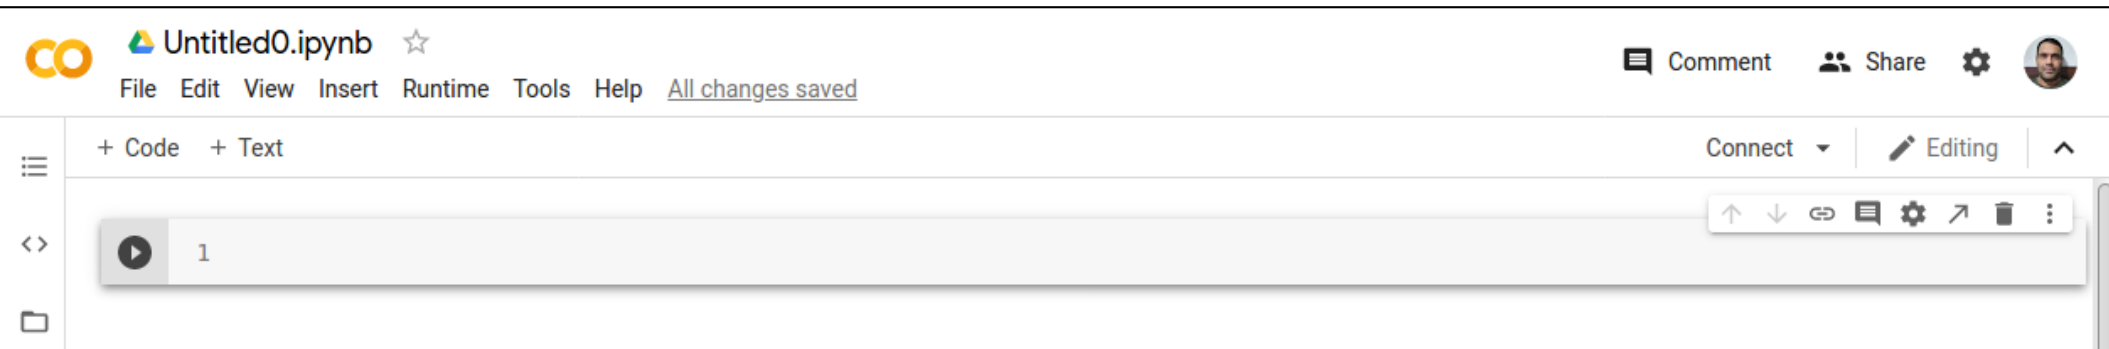 CO
Untitled0.ipynb
File Edit View Insert Runtime Tools Help All changes saved
Comment Share
+ Code + Text
Connect Editing
1